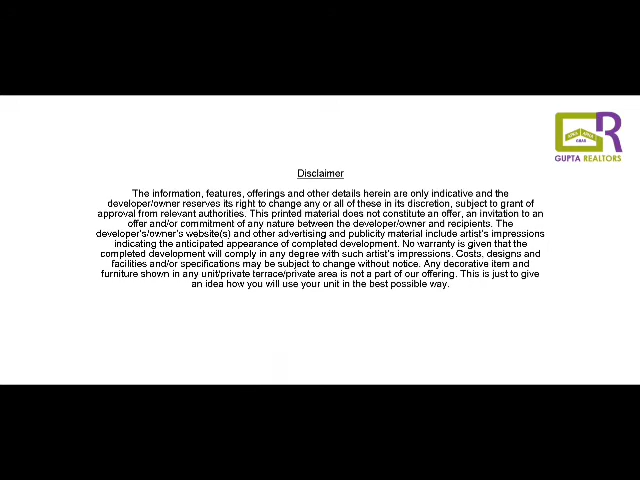 GUPTA REALTORS
Disclaimer
The information, features, offerings and other details herein are only indicative and the
developer/owner reserves its right to change any or all of these in its discretion, subject to grant of
approval from relevant authorities. This printed material does not constitute an offer, an invitation to an
offer and/or commitment of any nature between the developer/owner and recipients. The
developer's/owner's website(s) and other advertising and publicity material include artist's impressions
indicating the anticipated appearance of completed development. No warranty is given that the
completed development will comply in any degree with such artist's impressions. Costs, designs and
facilities and/or specifications may be subject to change without notice. Any decorative item and
furniture shown in any unit/private terrace/private area is not a part of our offering. This is just to give
an idea how you will use your unit in the best possible way.